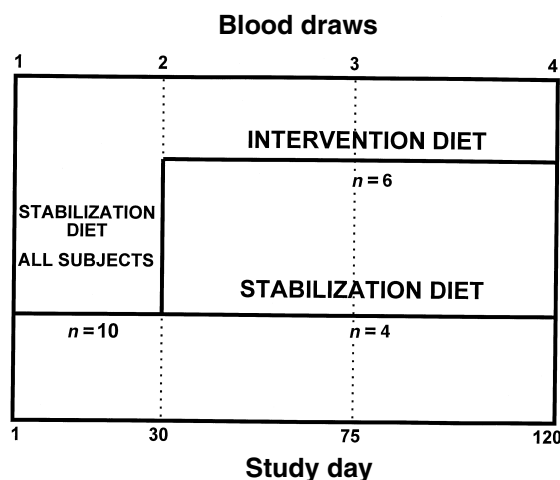 Blood draws
1 2 3 4
INTERVENTION DIET
n = 6
STABILIZATION
DIET
ALL SUBJECTS
STABILIZATION DIET
n = 10 n = 4
1 30 75 120
Study day